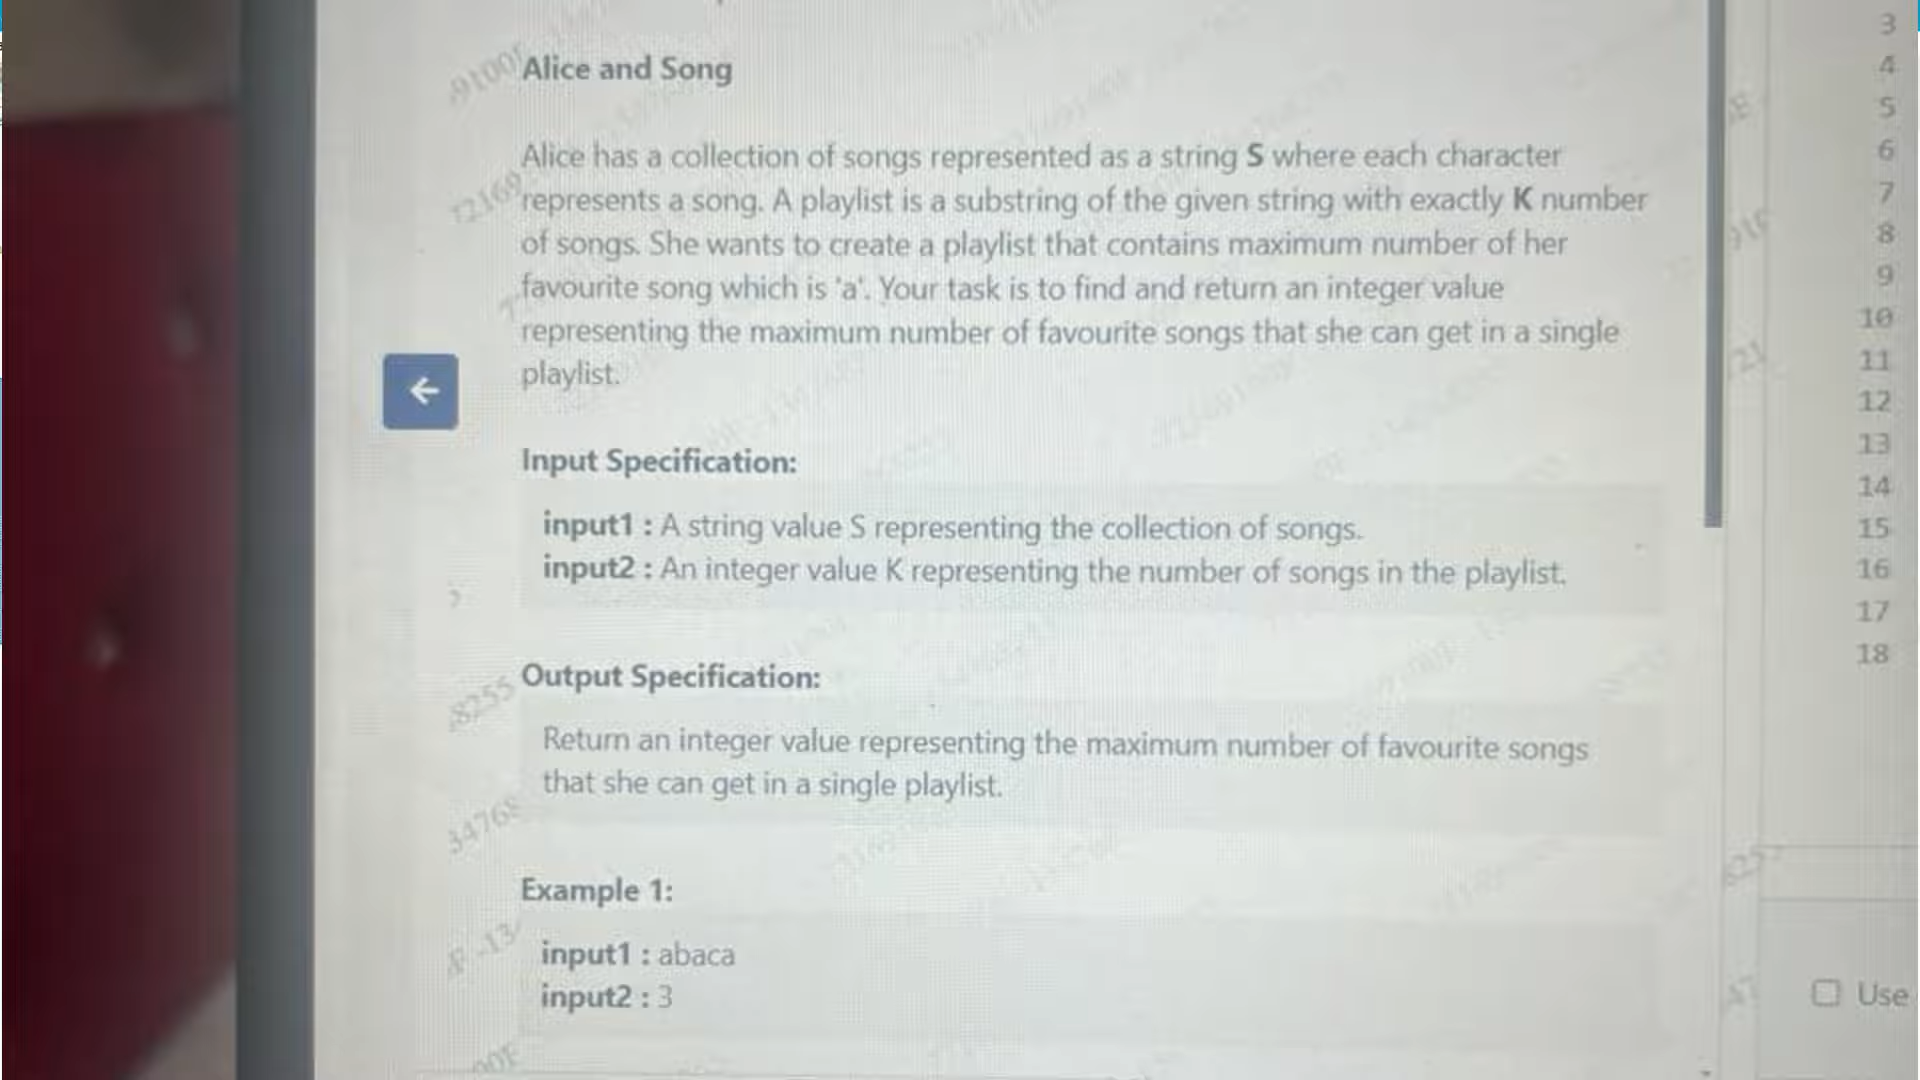 Alice and Song
Alice has a collection of songs represented as a string S where each character
represents a song. A playlist is a substring of the given string with exactly K number
of songs. She wants to create a playlist that contains maximum number of her
favourite song which is 'a'. Your task is to find and return an integer value
representing the maximum number of favourite songs that she can get in a single
playlist.
Input Specification:
input1 : A string value S representing the collection of songs.
input2 : An integer value K representing the number of songs in the playlist.
Output Specification:
Return an integer value representing the maximum number of favourite songs
that she can get in a single playlist.
Example 1:
input1 : abaca
input2 : 3
3
4
5
6
7
8
9
10
11
12
13
14
15
16
17
18
Use